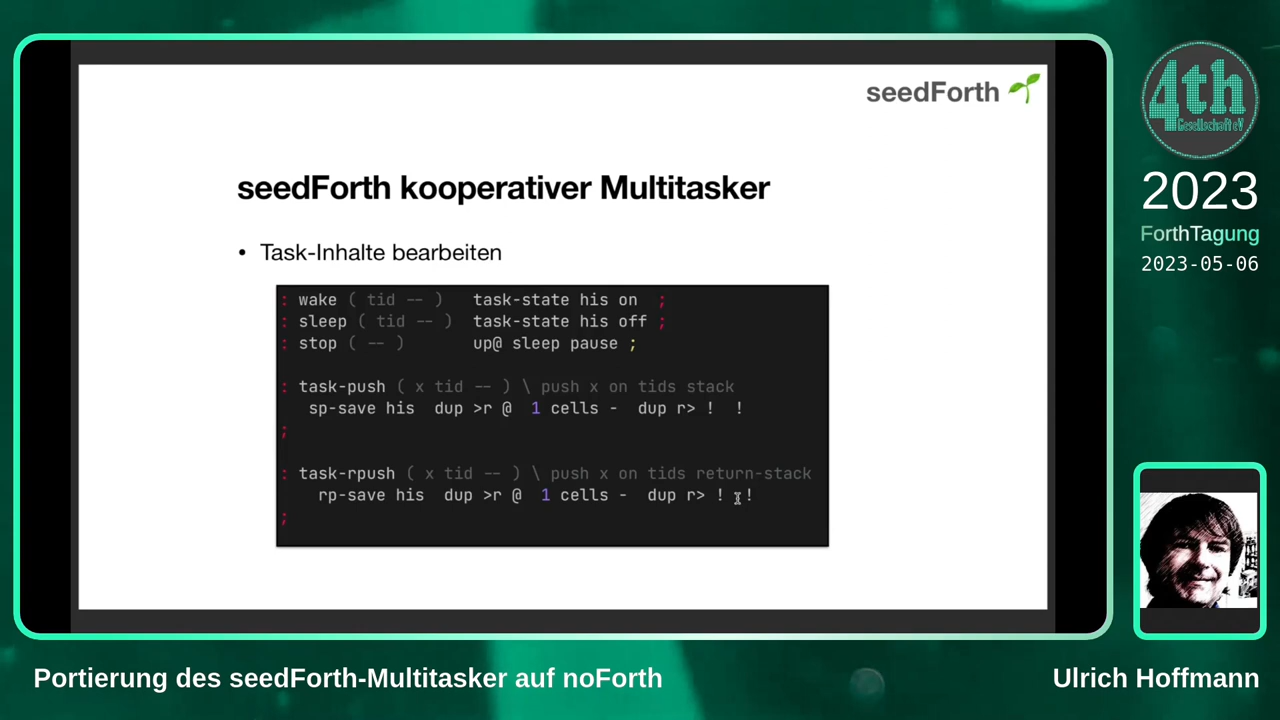 seedForth
seedForth kooperativer Multitasker
• Task-Inhalte bearbeiten
: wake ( tid -- ) task-state his on ;
: sleep ( tid -- ) task-state his off ;
: stop ( -- ) up@ sleep pause ;
: task-push ( x tid -- ) \ push x on tids stack
sp-save his dup >r @ 1 cells - dup r> ! !
;
: task-rpush ( x tid -- ) \ push x on tids return-stack
rp-save his dup >r @ 1 cells - dup r> ! !
;
4th
Gesellschaft eV
2023
ForthTagung
2023-05-06
Portierung des seedForth-Multitasker auf noForth
Ulrich Hoffmann